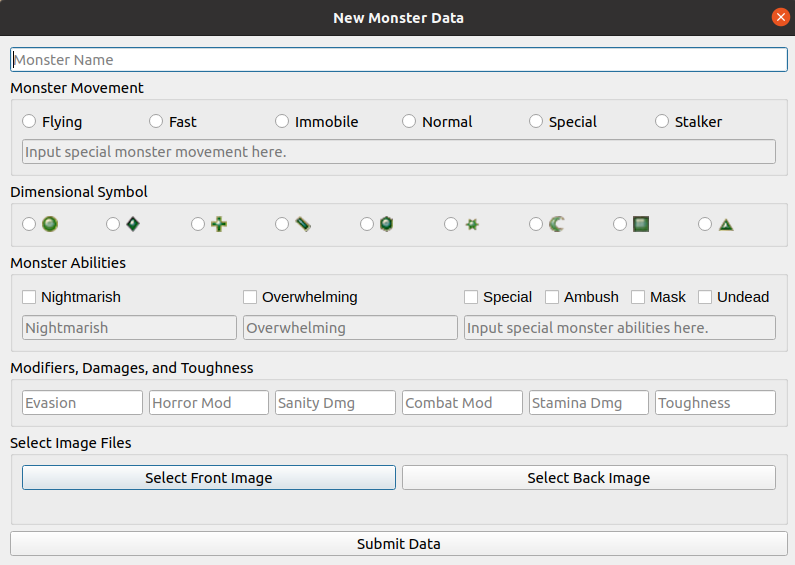 New Monster Data
Monster Name
Monster Movement
Flying Fast Immobile Normal Special Stalker
Input special monster movement here.
Dimensional Symbol
Monster Abilities
Nightmarish Overwhelming Special Ambush Mask Undead
Nightmarish Overwhelming Input special monster abilities here.
Modifiers, Damages, and Toughness
Evasion Horror Mod Sanity Dmg Combat Mod Stamina Dmg Toughness
Select Image Files
Select Front Image Select Back Image
Submit Data